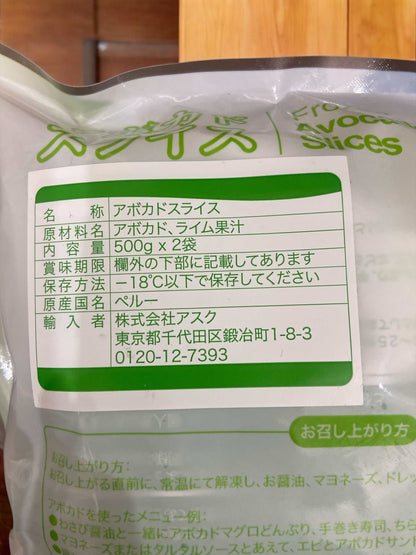 スライス
Avocado
Slices
名称 アボカドスライス
原材料名 アボカド、ライム果汁
内容量 500g x 2袋
賞味期限 欄外の下部に記載してあります
保存方法 －18℃以下で保存してください
原産国名 ペルー
輸入者 株式会社アスク
東京都千代田区鍛冶町1-8-3
0120-12-7393
お召し上がり方
お召し上がり方：
お召し上がる直前に、常温にて解凍し、お醤油、マヨネーズ、ドレッ
アボカドを使ったメニュー例：
●わさび醤油と一緒にアボカドマグロどんぶり、手巻き寿司、ちら
●マヨネーズまたはタルタルソースとあえて、エビとアボカドサン